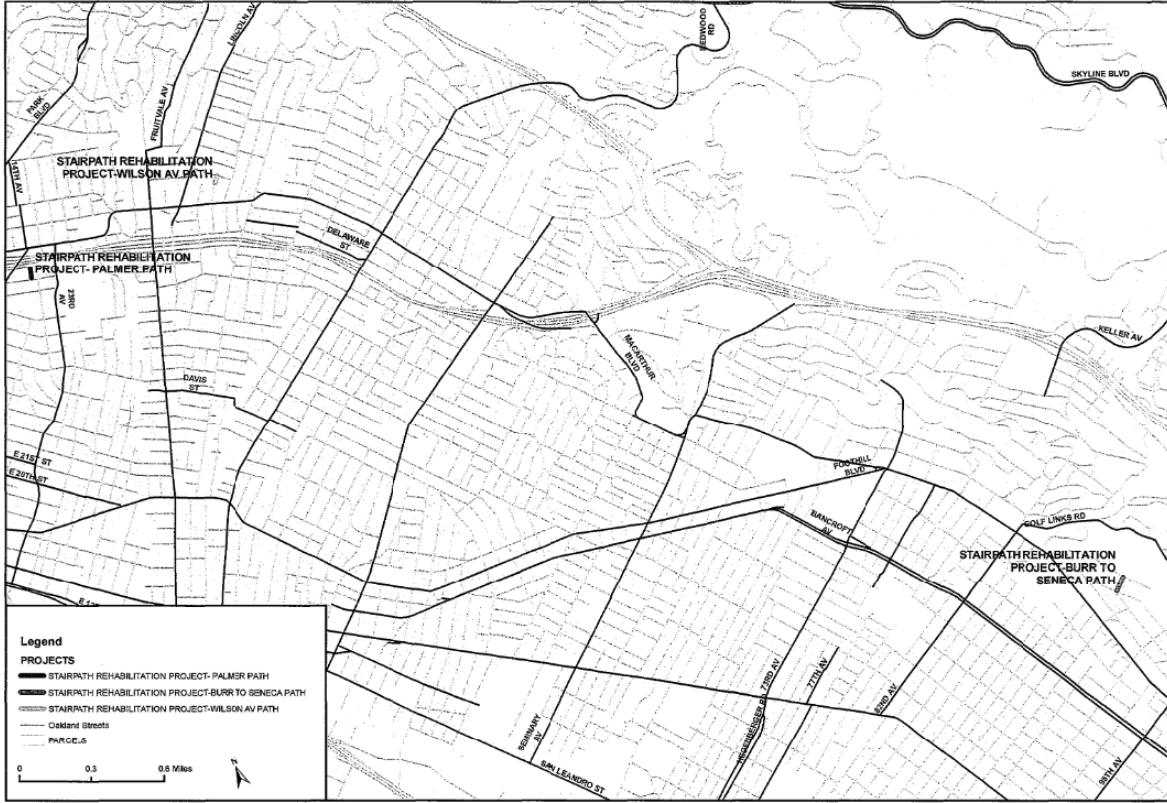 REDWOOD
RD
LINCOLN AV
SKYLINE BLVD
PARK
BLVD
FRUITVALE AV
14TH AV
STAIRPATH REHABILITATION
PROJECT-WILSON AV PATH
DELAWARE
ST
STAIRPATH REHABILITATION
PROJECT- PALMER PATH
23RD
AV
KELLER AV
MACARTHUR
BLVD
DAVIS
ST
E 21ST ST
E 20TH ST
FOOTHILL
BLVD
BANCROFT
AV
GOLF LINKS RD
STAIRPATH REHABILITATION
PROJECT-BURR TO
SENECA PATH
Legend
PROJECTS
STAIRPATH REHABILITATION PROJECT- PALMER PATH
STAIRPATH REHABILITATION PROJECT-BURR TO SENECA PATH
STAIRPATH REHABILITATION PROJECT-WILSON AV PATH
Oakland Streets
PARCELS
0 0.3 0.6 Miles
SEMINARY
AV
SAN LEANDRO ST
HEGENBERGER RD
73RD AV
77TH AV
82ND AV
98TH AV